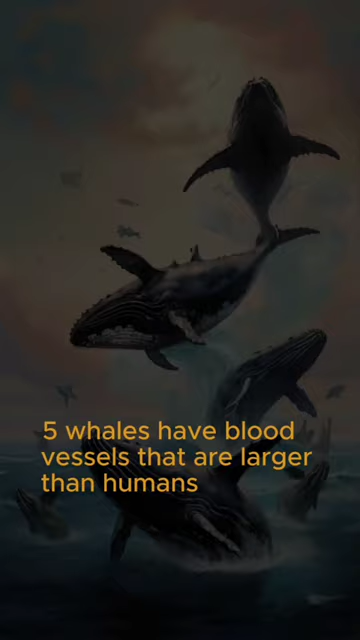 5 whales have blood
vessels that are larger
than humans